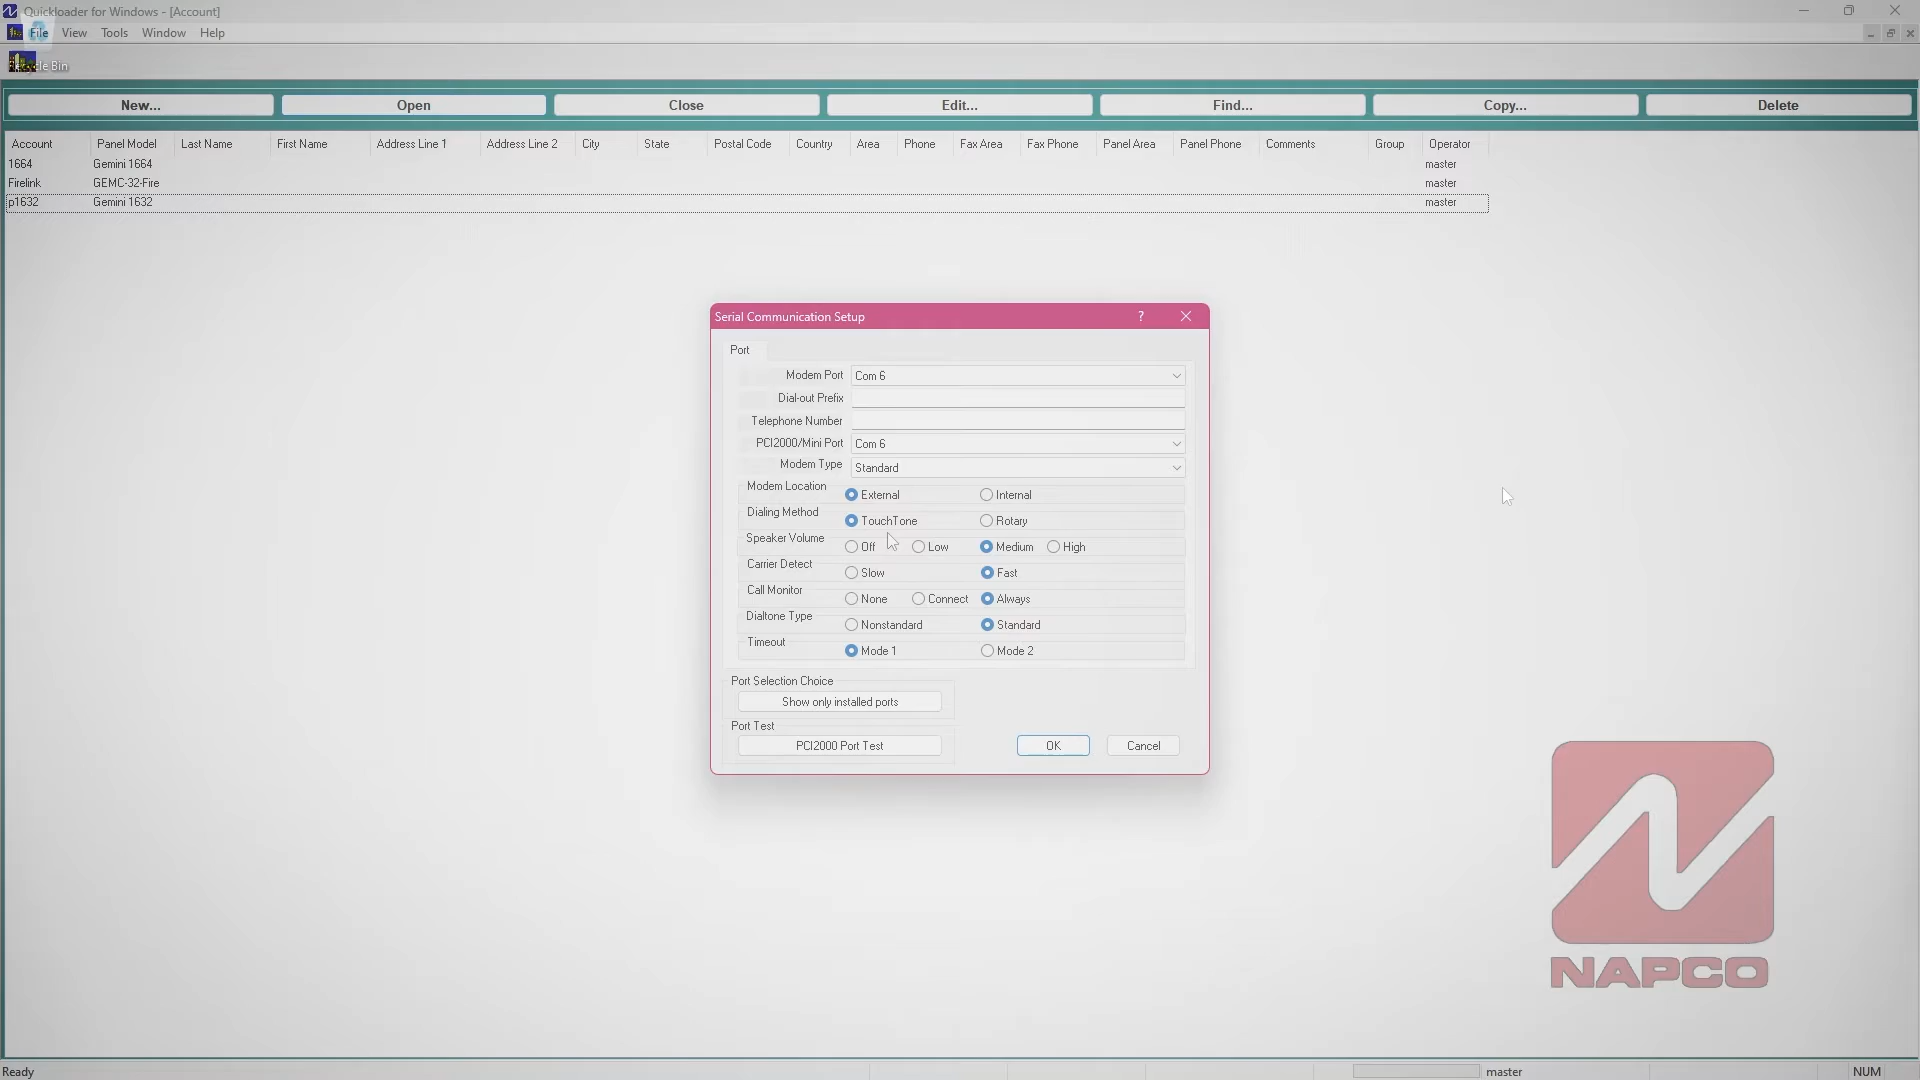 Quickloader for Windows - [Account]
File View Tools Window Help
New... Open Close Edit... Find... Copy... Delete
Account Panel Model Last Name First Name Address Line 1 Address Line 2 City State Postal Code Country Area Phone Fax Area Fax Phone Panel Area Panel Phone Comments Group Operator
1664 Gemini 1664 master
Firelink GEMC-32-Fire master
p1632 Gemini 1632 master
Serial Communication Setup ?
Port
Modem Port Com 6
Dial-out Prefix
Telephone Number
PCI2000/Mini Port Com 6
Modem Type Standard
Modem Location External Internal
Dialing Method TouchTone Rotary
Speaker Volume Off Low Medium High
Carrier Detect Slow Fast
Call Monitor None Connect Always
Dialtone Type Nonstandard Standard
Timeout Mode 1 Mode 2
Port Selection Choice
Show only installed ports
Port Test
PCI2000 Port Test OK Cancel
NAPCO
Ready master NUM